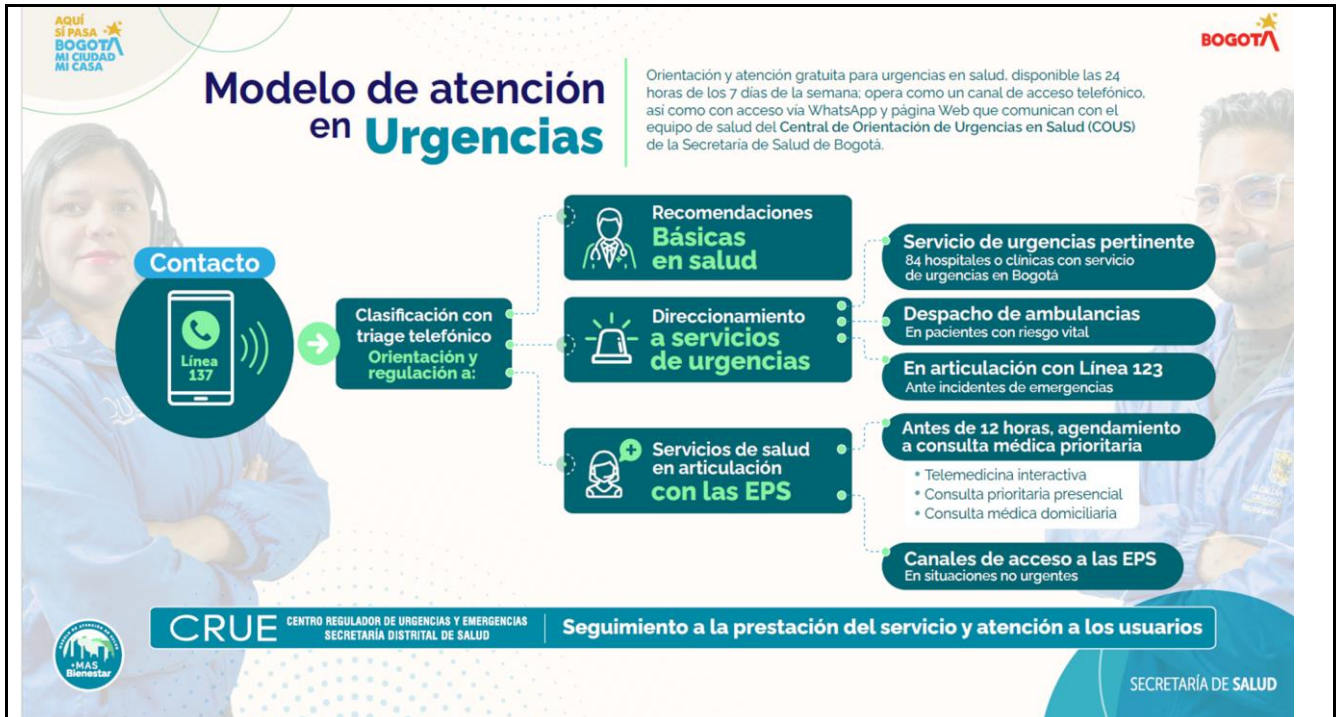 AQUÍ
SÍ PASA
BOGOTÁ
MI CIUDAD
MI CASA
BOGOTÁ
Modelo de atención
en Urgencias
Orientación y atención gratuita para urgencias en salud, disponible las 24
horas de los 7 días de la semana; opera como un canal de acceso telefónico,
así como con acceso vía WhatsApp y página Web que comunican con el
equipo de salud del Central de Orientación de Urgencias en Salud (COUS)
de la Secretaría de Salud de Bogotá.
Contacto
Línea
137
Clasificación con
triage telefónico
Orientación y
regulación a:
Recomendaciones
Básicas
en salud
Direccionamiento
a servicios
de urgencias
Servicios de salud
en articulación
con las EPS
Servicio de urgencias pertinente
84 hospitales o clínicas con servicio
de urgencias en Bogotá
Despacho de ambulancias
En pacientes con riesgo vital
En articulación con Línea 123
Ante incidentes de emergencias
Antes de 12 horas, agendamiento
a consulta médica prioritaria
• Telemedicina interactiva
• Consulta prioritaria presencial
• Consulta médica domiciliaria
Canales de acceso a las EPS
En situaciones no urgentes
CRUE
CENTRO REGULADOR DE URGENCIAS Y EMERGENCIAS
SECRETARÍA DISTRITAL DE SALUD
Seguimiento a la prestación del servicio y atención a los usuarios
+MAS
Bienestar
SECRETARÍA DE SALUD